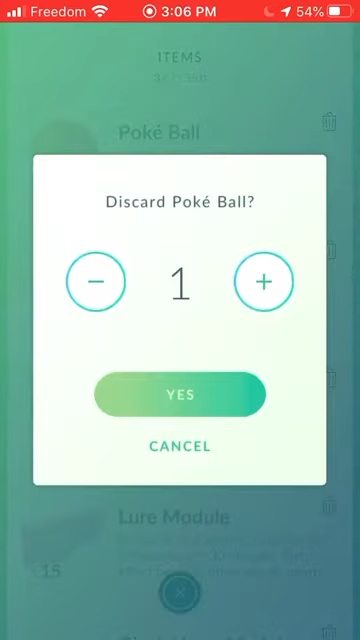 Freedom 3:06 PM 54%
ITEMS
Poké Ball
Discard Poké Ball?
− 1 +
YES
CANCEL
Lure Module
15